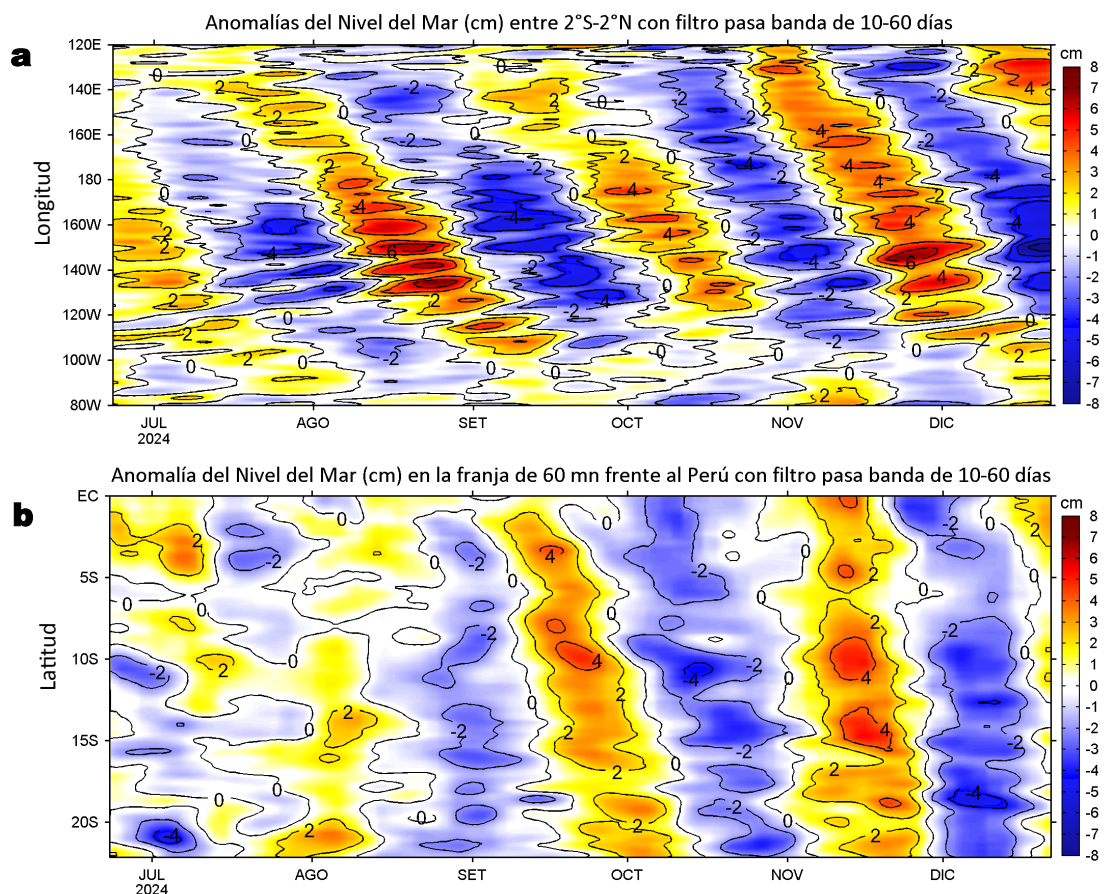 Anomalías del Nivel del Mar (cm) entre 2°S-2°N con filtro pasa banda de 10-60 días
a
cm
Longitud
120E
140E
160E
180
160W
140W
120W
100W
80W
8
7
6
5
4
3
2
1
0
-1
-2
-3
-4
-5
-6
-7
-8
JUL AGO SET OCT NOV DIC
2024
Anomalía del Nivel del Mar (cm) en la franja de 60 mn frente al Perú con filtro pasa banda de 10-60 días
b
cm
Latitud
EC
5S
10S
15S
20S
8
7
6
5
4
3
2
1
0
-1
-2
-3
-4
-5
-6
-7
-8
JUL AGO SET OCT NOV DIC
2024